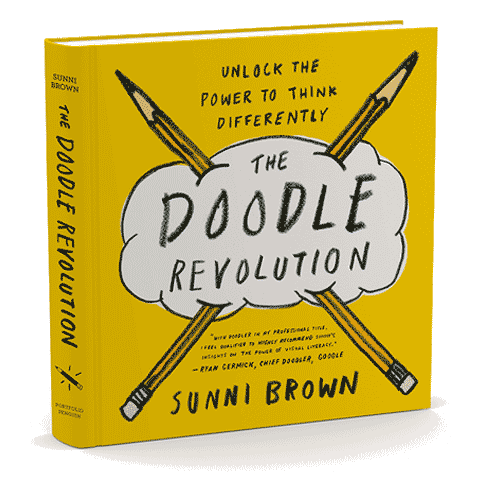 SUNNI
BROWN
THE DOODLE REVOLUTION
PORTFOLIO
PENGUIN
UNLOCK THE
POWER TO THINK
DIFFERENTLY
THE
DOODLE
REVOLUTION
"WITH DOODLER IN MY PROFESSIONAL TITLE,
I FEEL QUALIFIED TO HIGHLY RECOMMEND SUNNI'S
INSIGHTS ON THE POWER OF VISUAL LITERACY."
—RYAN GERMICK, CHIEF DOODLER, GOOGLE
SUNNI BROWN